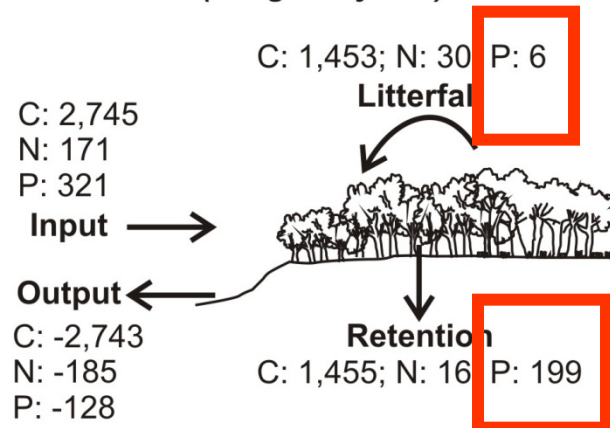 C: 1,453; N: 30 P: 6
Litterfal
C: 2,745
N: 171
P: 321
Input
Output
C: -2,743
N: -185
P: -128
Retention
C: 1,455; N: 16 P: 199